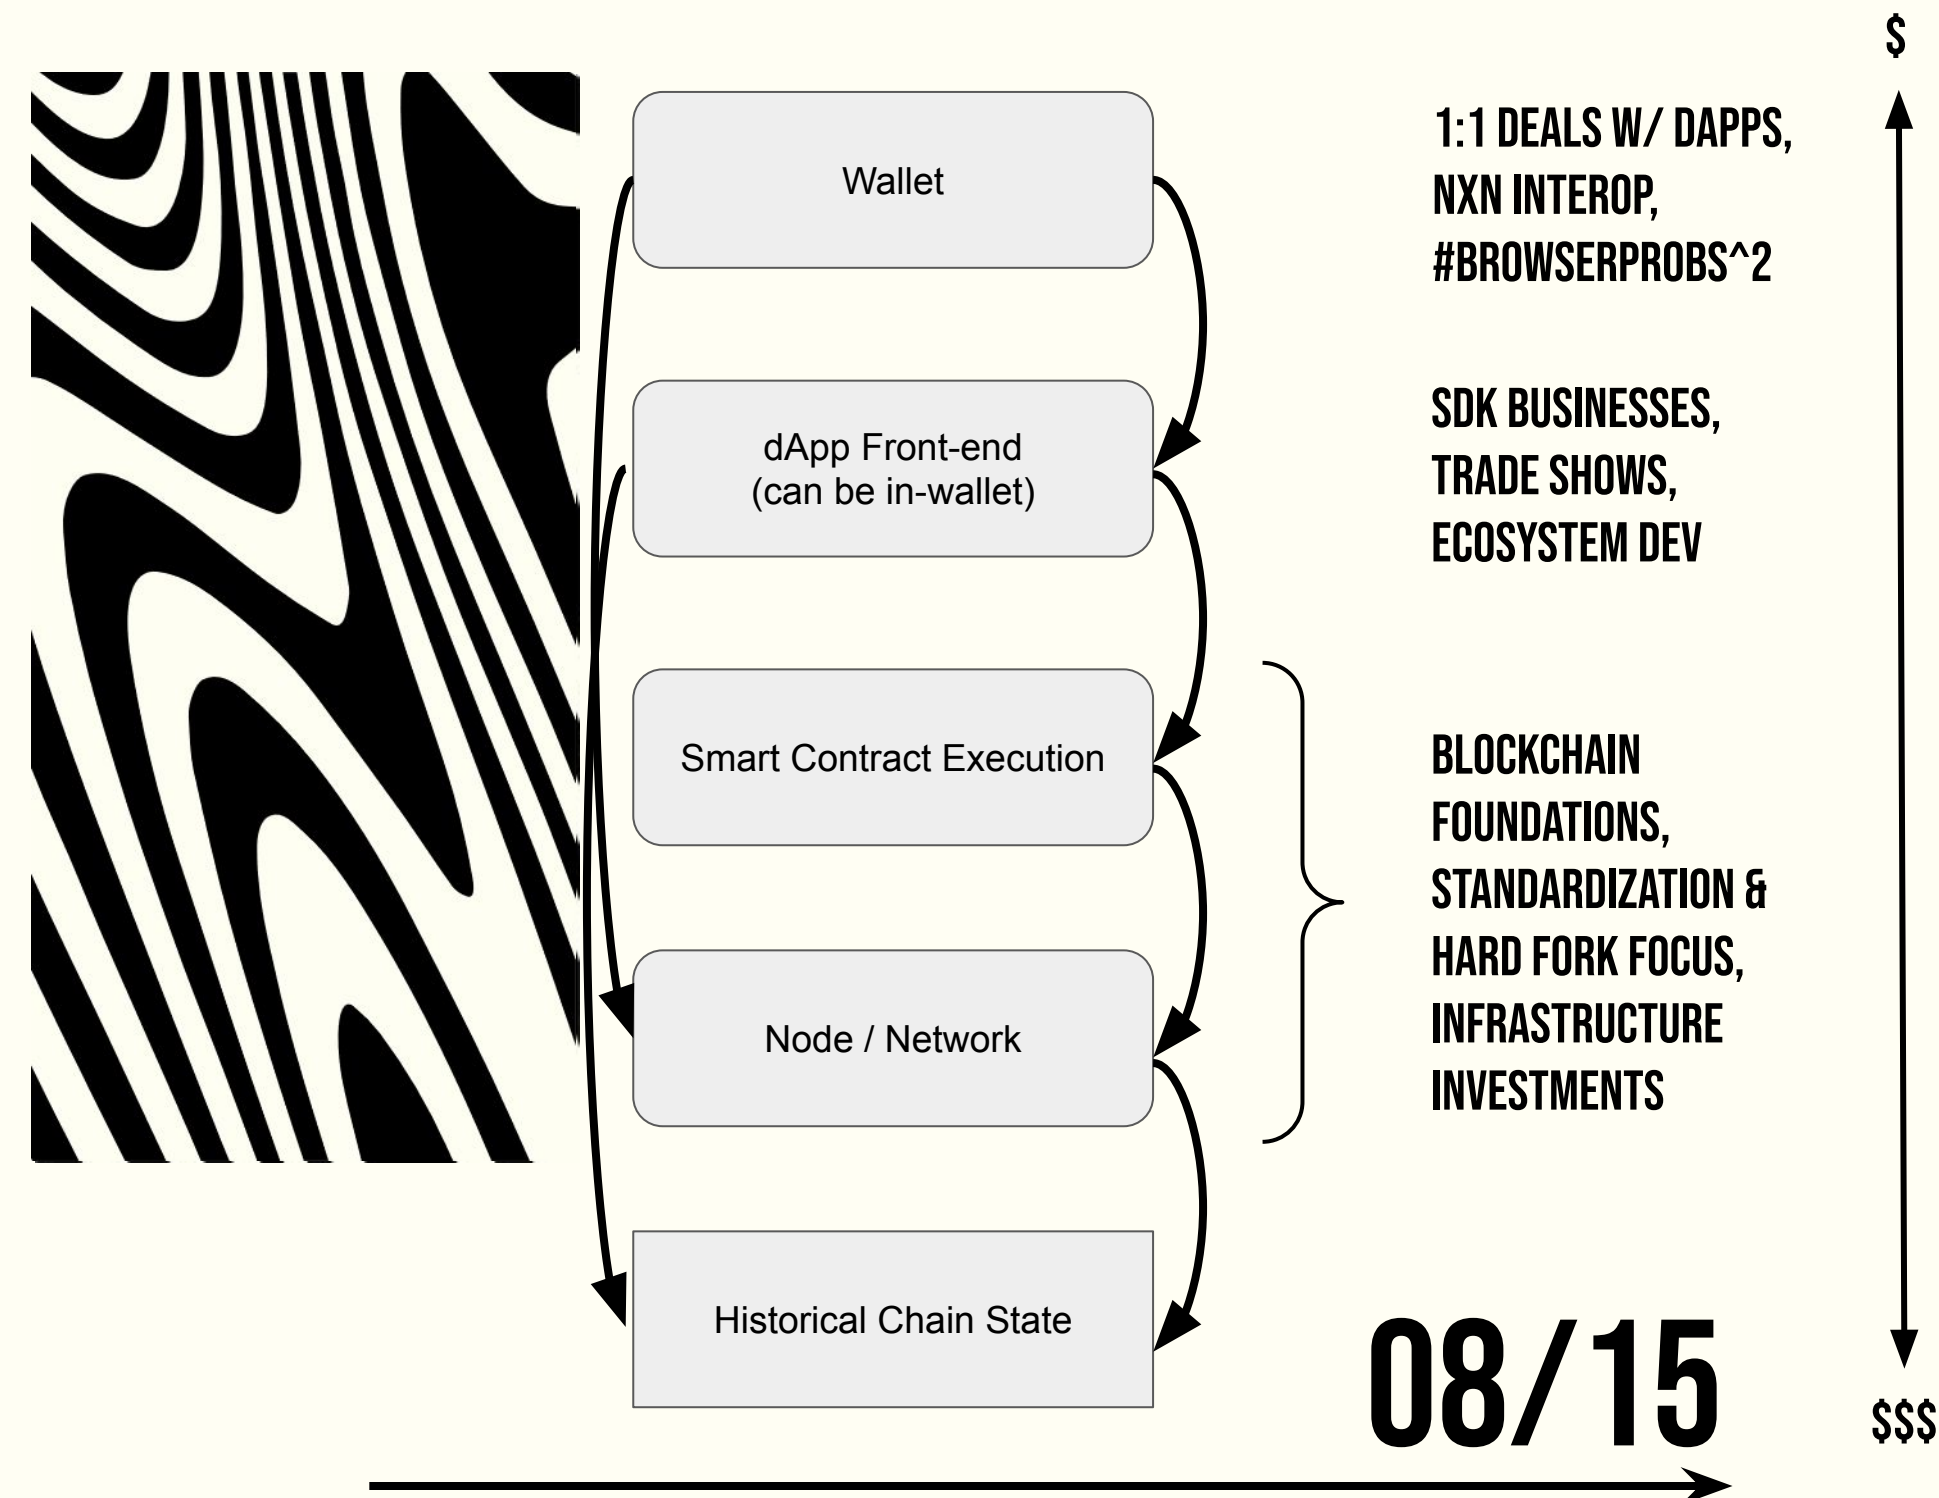 $
Wallet
1:1 DEALS W/ DAPPS,
NXN INTEROP,
#BROWSERPROBS^2
dApp Front-end
(can be in-wallet)
SDK BUSINESSES,
TRADE SHOWS,
ECOSYSTEM DEV
Smart Contract Execution
Node / Network
BLOCKCHAIN
FOUNDATIONS,
STANDARDIZATION &
HARD FORK FOCUS,
INFRASTRUCTURE
INVESTMENTS
Historical Chain State
08/15
$$$